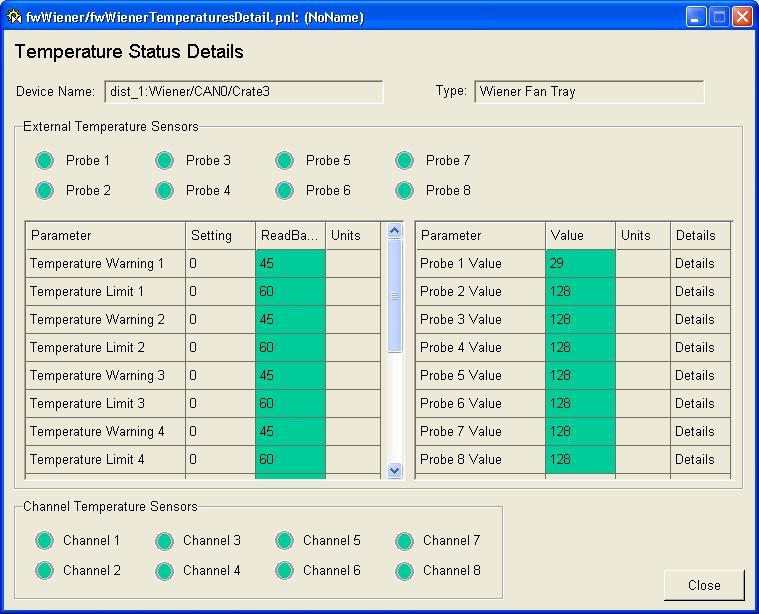 fwWiener/fwWienerTemperaturesDetail.pnl: (NoName)
Temperature Status Details
Device Name: dist_1:Wiener/CAN0/Crate3 Type: Wiener Fan Tray
External Temperature Sensors
Probe 1 Probe 3 Probe 5 Probe 7
Probe 2 Probe 4 Probe 6 Probe 8
Parameter Setting ReadBa... Units Parameter Value Units Details
Temperature Warning 1 0 45 Probe 1 Value 29 Details
Temperature Limit 1 0 60 Probe 2 Value 128 Details
Temperature Warning 2 0 45 Probe 3 Value 128 Details
Temperature Limit 2 0 60 Probe 4 Value 128 Details
Temperature Warning 3 0 45 Probe 5 Value 128 Details
Temperature Limit 3 0 60 Probe 6 Value 128 Details
Temperature Warning 4 0 45 Probe 7 Value 128 Details
Temperature Limit 4 0 60 Probe 8 Value 128 Details
Channel Temperature Sensors
Channel 1 Channel 3 Channel 5 Channel 7
Channel 2 Channel 4 Channel 6 Channel 8
Close